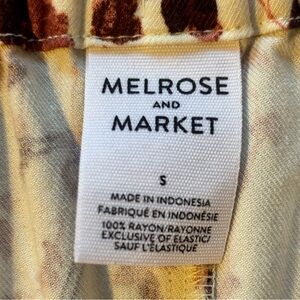 MELROSE
AND
MARKET
S
MADE IN INDONESIA
FABRIQUÉ EN INDONÉSIE
100% RAYON/RAYONNE
EXCLUSIVE OF ELASTIC/
SAUF L'ÉLASTIQUE